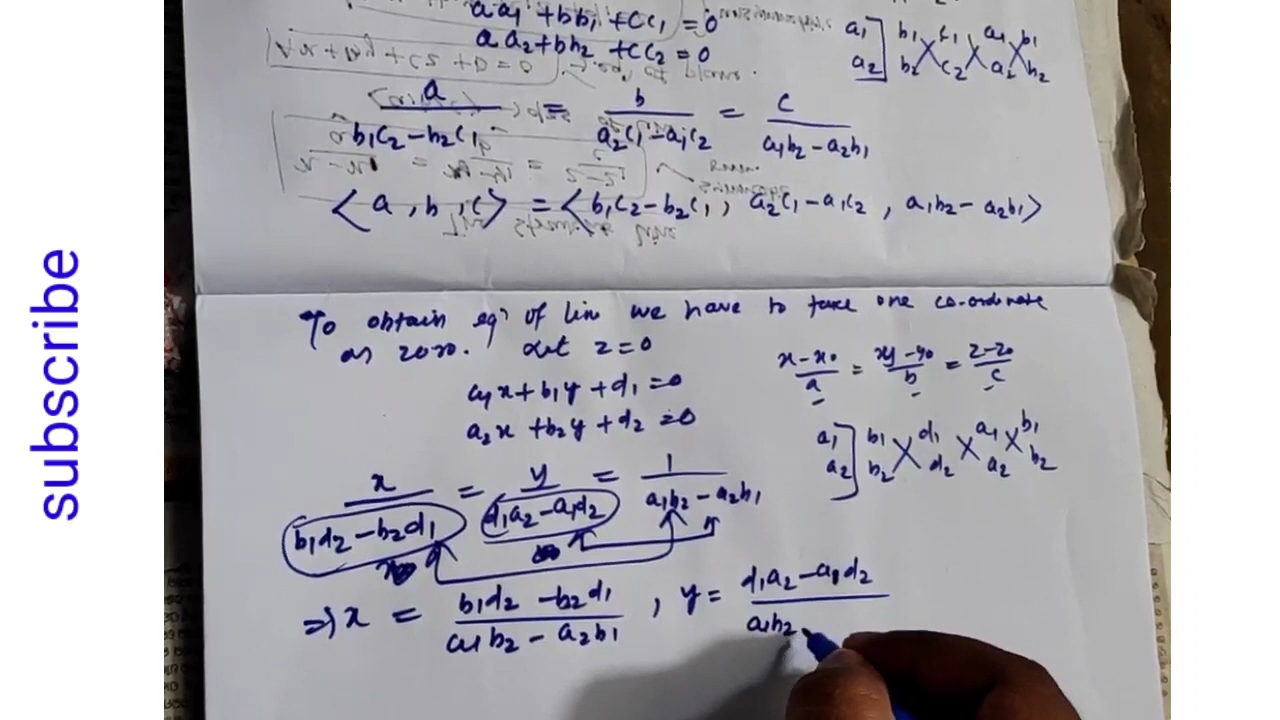 aa₁ + bb₁ + cc₁ = 0
aa₂ + bb₂ + cc₂ = 0
a₁] b₁ c₁ a₁ b₁
a₂] b₂ c₂ a₂ b₂
a/(b₁c₂ - b₂c₁) = b/(a₂c₁ - a₁c₂) = c/(a₁b₂ - a₂b₁)
<a, b, c> = <b₁c₂ - b₂c₁, a₂c₁ - a₁c₂, a₁b₂ - a₂b₁>
To obtain eqⁿ of line we have to take one co-ordinate
as zero. Let z = 0
(x - x₀)/a = (y - y₀)/b = (z - z₀)/c
a₁x + b₁y + d₁ = 0
a₂x + b₂y + d₂ = 0
a₁] b₁ d₁ a₁ b₁
a₂] b₂ d₂ a₂ b₂
x/(b₁d₂ - b₂d₁) = y/(d₁a₂ - a₁d₂) = 1/(a₁b₂ - a₂b₁)
⇒ x = (b₁d₂ - b₂d₁)/(a₁b₂ - a₂b₁), y = (d₁a₂ - a₁d₂)/(a₁b₂
subscribe